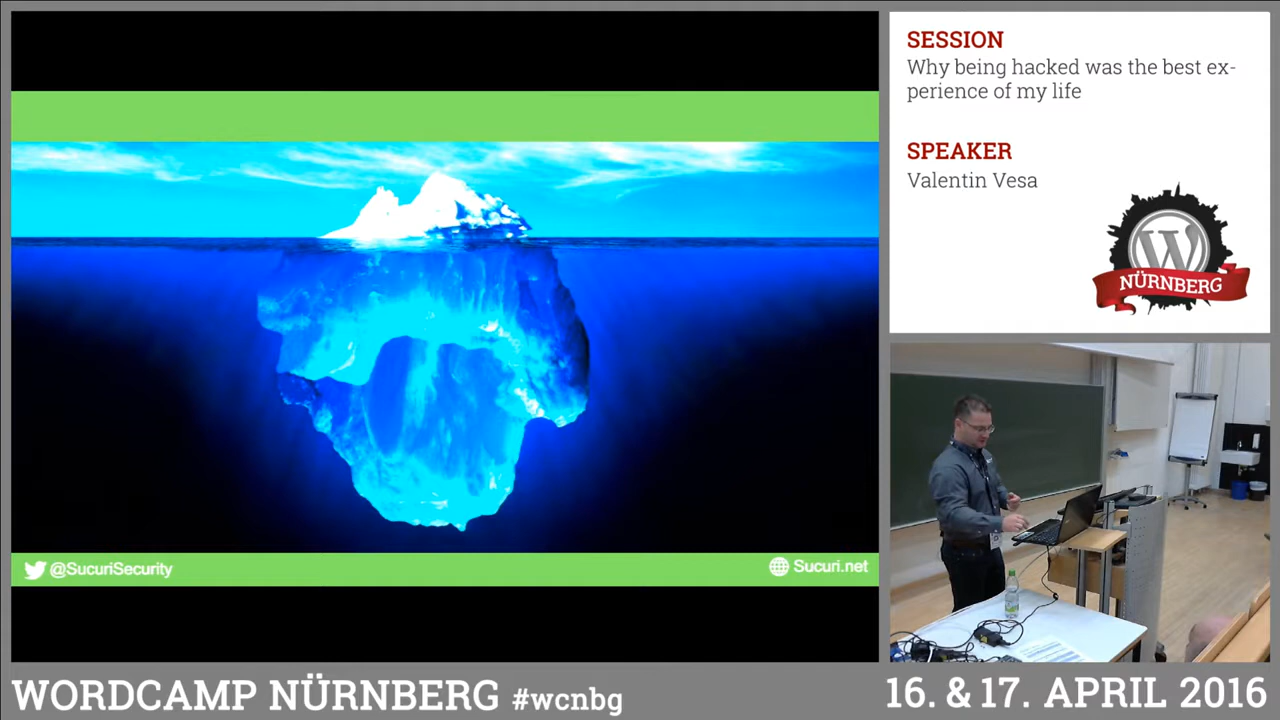 SESSION
Why being hacked was the best ex-
perience of my life
SPEAKER
Valentin Vesa
W
NÜRNBERG
@SucuriSecurity
Sucuri.net
WORDCAMP NÜRNBERG #wcnbg
16. & 17. APRIL 2016